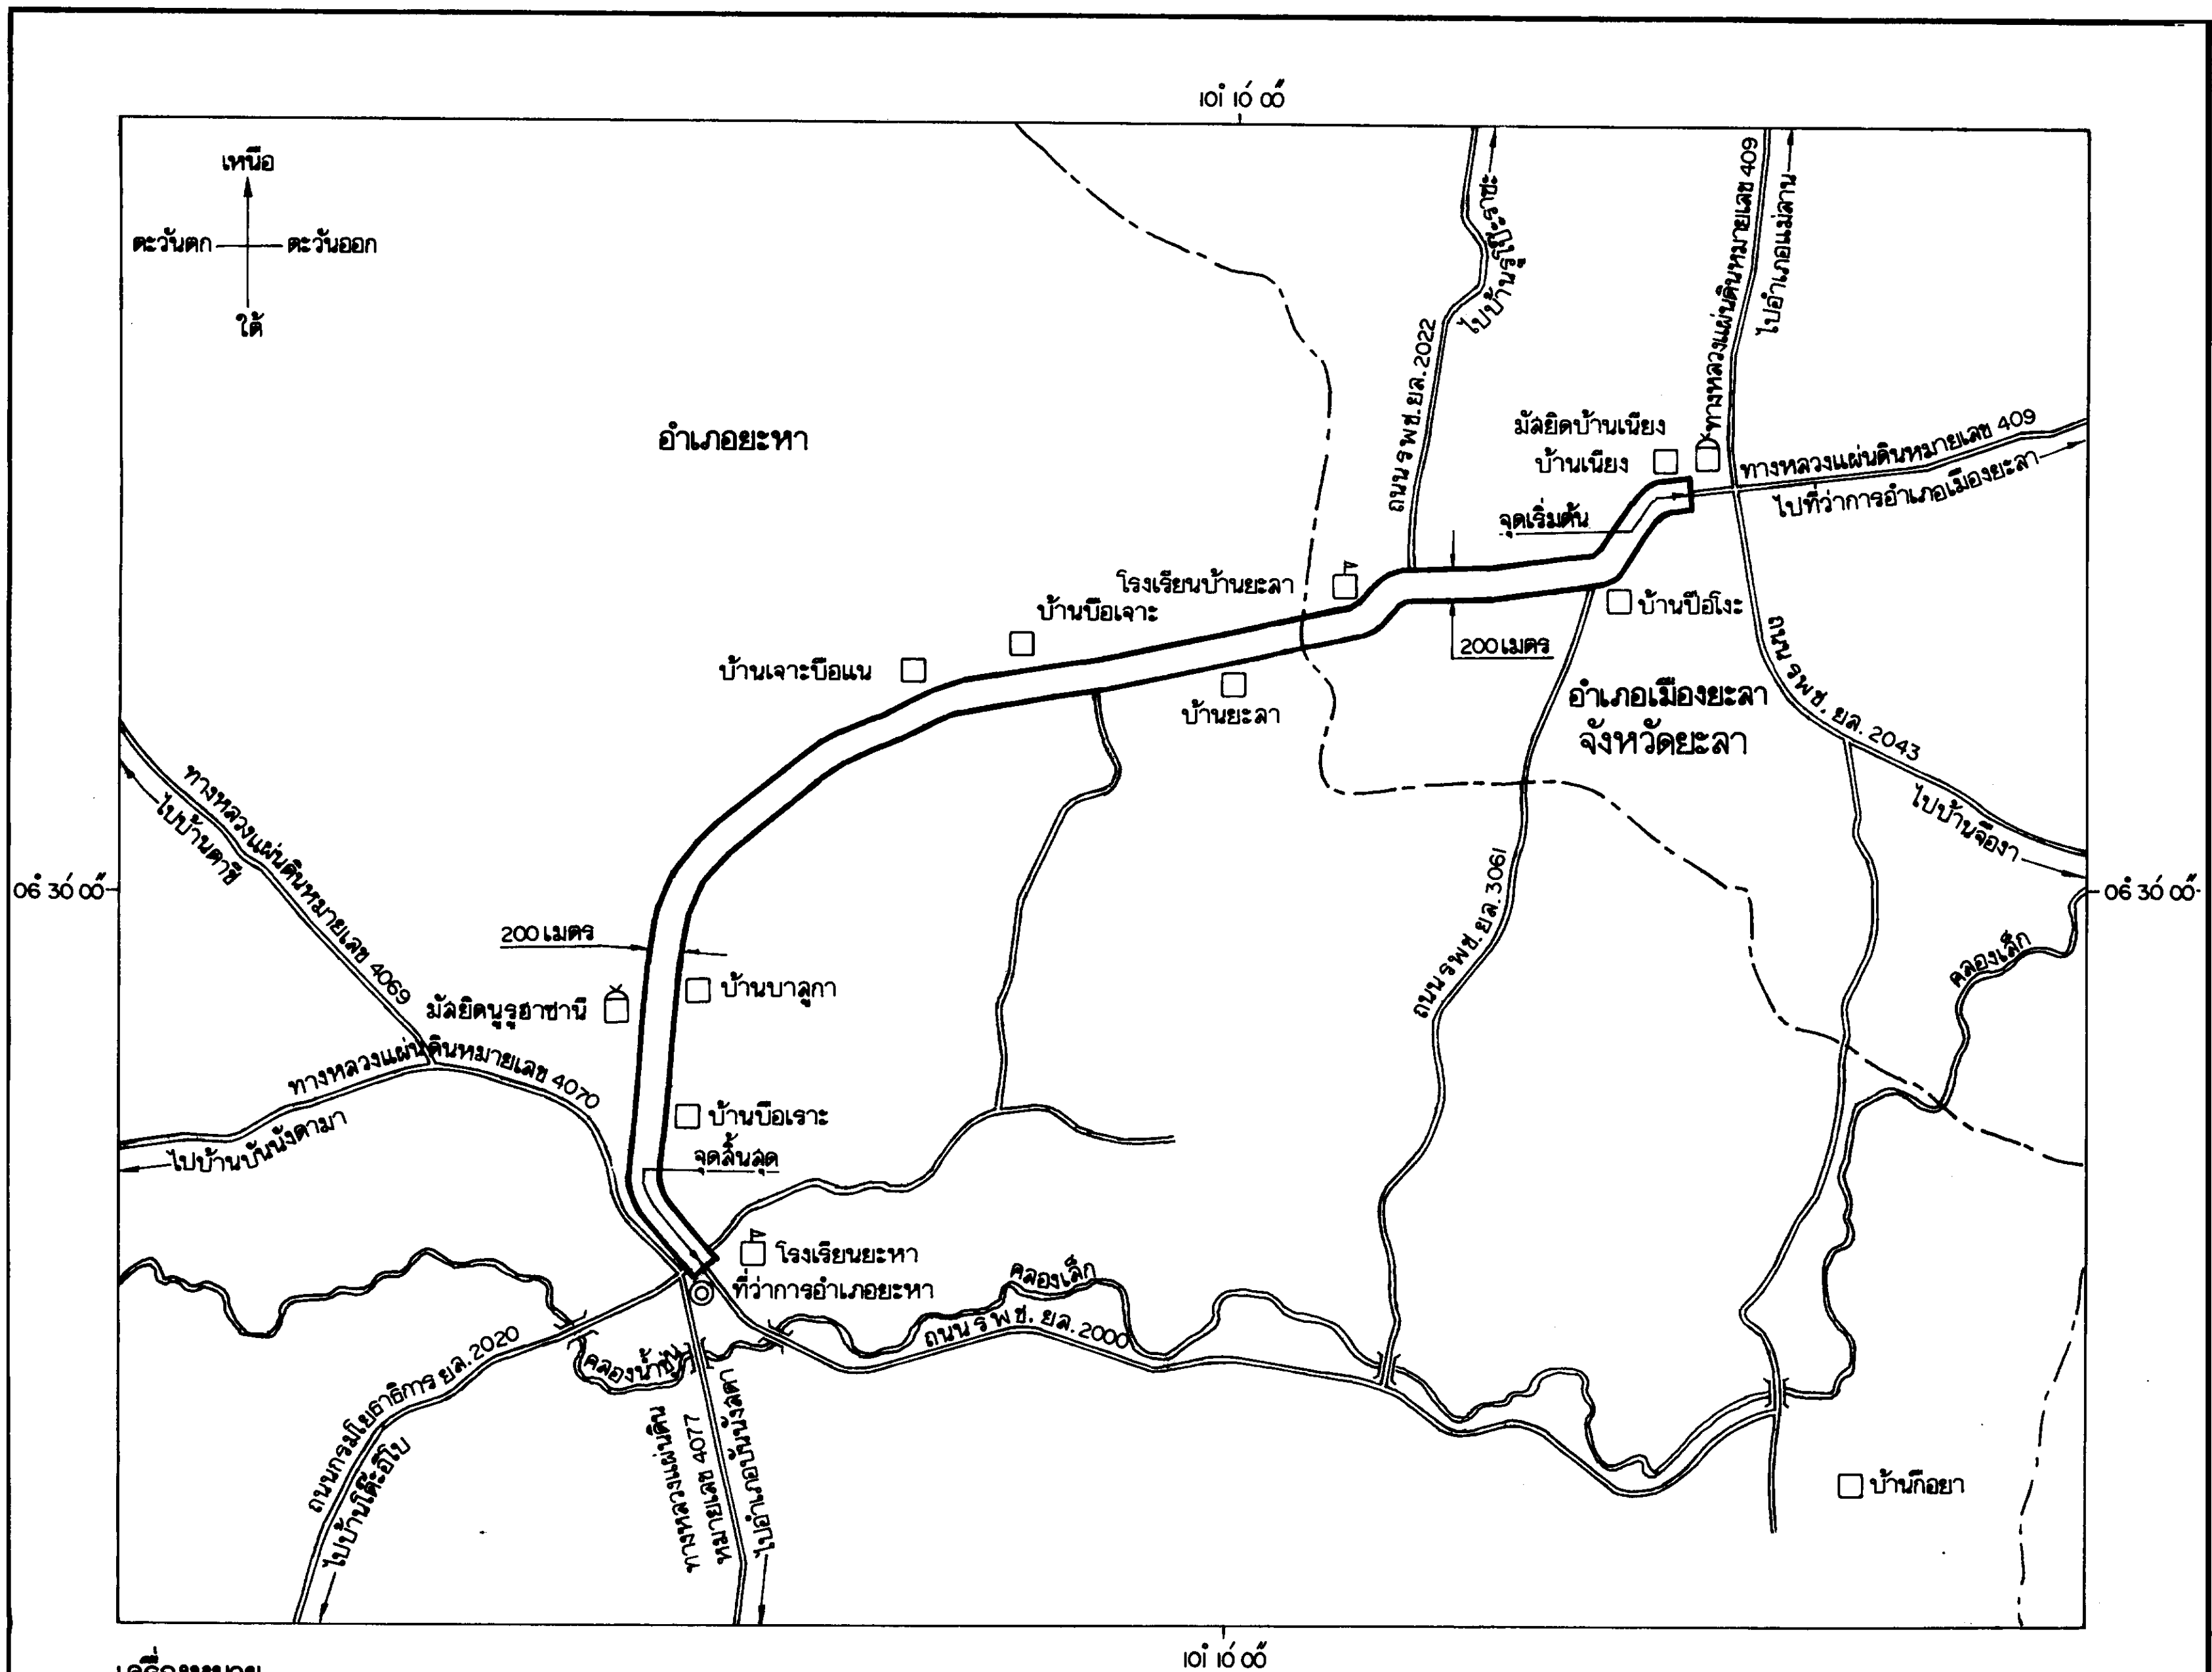 101° 10′ 00″
เหนือ
ตะวันตก
ตะวันออก
ใต้
อำเภอยะหา
ถนน รพช. ยล. 2022
ทางหลวงแผ่นดินหมายเลข 409
ไปอำเภอแม่ลาน
มัสยิดบ้านเนียง
บ้านเนียง
ทางหลวงแผ่นดินหมายเลข 409
ไปที่ว่าการอำเภอเมืองยะลา
จุดเริ่มต้น
โรงเรียนบ้านยะลา
บ้านบือเจาะ
บ้านปือโงะ
200 เมตร
บ้านเจาะบือแน
บ้านยะลา
อำเภอเมืองยะลา
จังหวัดยะลา
ถนน รพช. ยล. 2043
ไปบ้านจืองา
ทางหลวงแผ่นดินหมายเลข 4069
ไปบ้านตาชี
06° 30′ 00″
06° 30′ 00″
ถนน รพช. ยล. 3061
คลองเล็ก
200 เมตร
บ้านบาลูกา
มัสยิดนูรูฮาซานี
ทางหลวงแผ่นดินหมายเลข 4070
ไปบ้านบันนังดามา
บ้านบือเราะ
จุดสิ้นสุด
โรงเรียนยะหา
ที่ว่าการอำเภอยะหา
คลองเล็ก
ถนน รพช. ยล. 2000
คลองน้ำขุ่น
ถนนกรมโยธาธิการ ยล. 2020
ไปบ้านโต๊ะอีโบ
ทางหลวงแผ่นดิน
หมายเลข 4077
บ้านกือยา
101° 10′ 00″
เครื่องหมาย